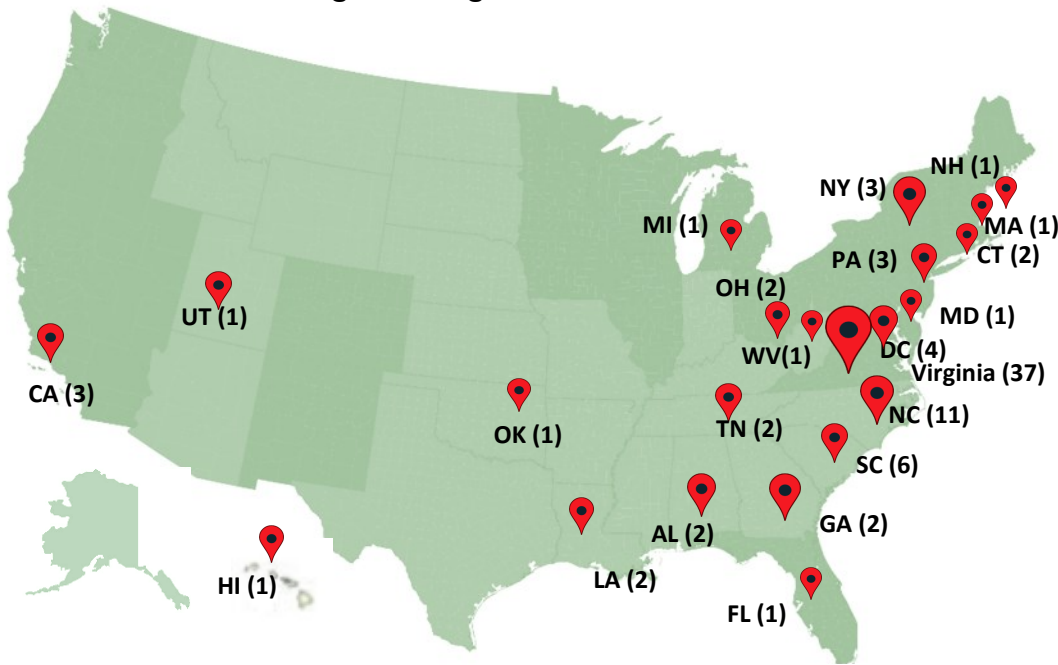 NH (1)
NY (3)
MI (1)
MA (1)
CT (2)
PA (3)
OH (2)
UT (1)
MD (1)
WV(1)
DC (4)
Virginia (37)
CA (3)
NC (11)
TN (2)
OK (1)
SC (6)
GA (2)
AL (2)
LA (2)
HI (1)
FL (1)